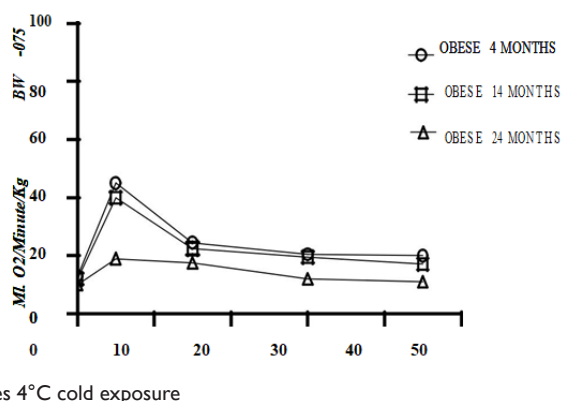 100
80
60
40
20
0
Ml. O2/Minute/Kg BW -075
OBESE 4 MONTHS
OBESE 14 MONTHS
OBESE 24 MONTHS
0 10 20 30 40 50
es 4°C cold exposure